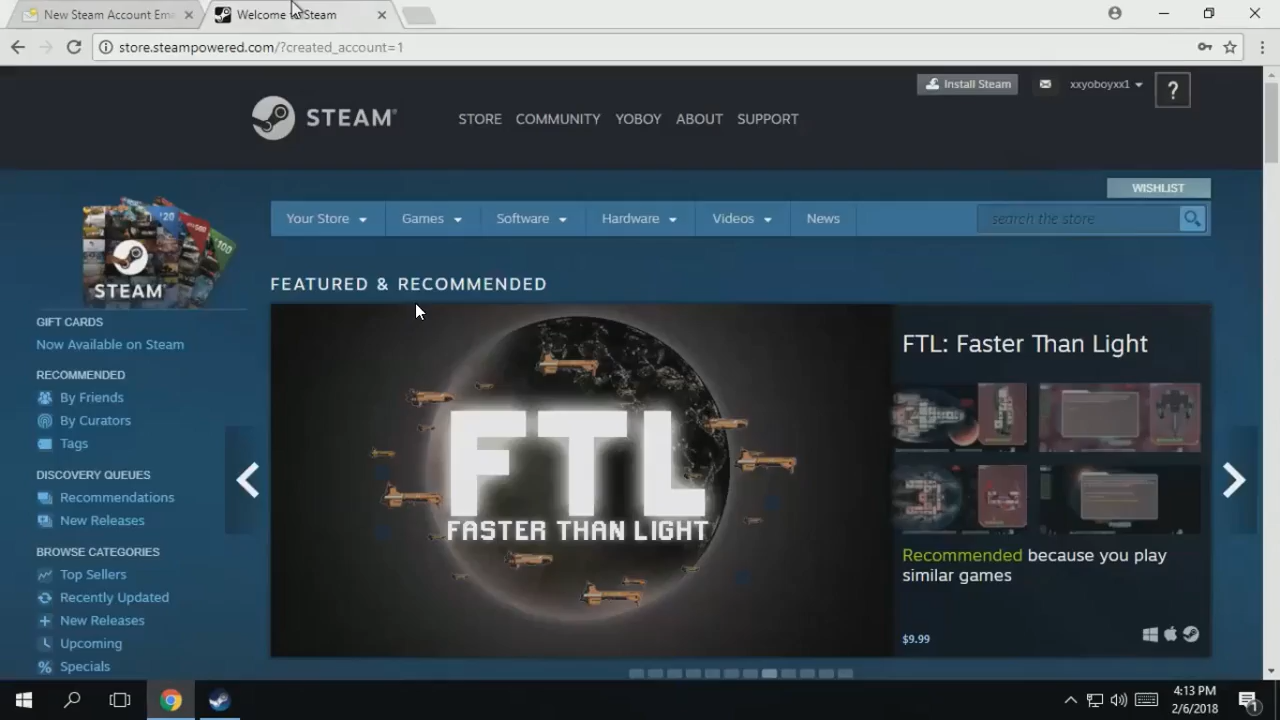 New Steam Account Ema
Welcome to Steam
store.steampowered.com/?created_account=1
Install Steam
xxyoboyxx1
?
STEAM®
STORE
COMMUNITY
YOBOY
ABOUT
SUPPORT
WISHLIST
Your Store
Games
Software
Hardware
Videos
News
search the store
STEAM
GIFT CARDS
Now Available on Steam
RECOMMENDED
By Friends
By Curators
Tags
DISCOVERY QUEUES
Recommendations
New Releases
BROWSE CATEGORIES
Top Sellers
Recently Updated
New Releases
Upcoming
Specials
FEATURED & RECOMMENDED
FTL
FASTER THAN LIGHT
FTL: Faster Than Light
Recommended because you play
similar games
$9.99
4:13 PM
2/6/2018
1